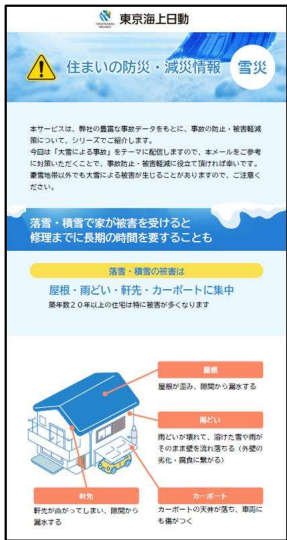 東京海上日動
住まいの防災・減災情報
雪災
本サービスは、弊社の豊富な事故データをもとに、事故の防止・被害軽減
策について、シリーズでご紹介します。
今回は「大雪による事故」をテーマに配信しますので、本メールをご参考
に対策いただくことで、事故防止・被害軽減に役立て頂ければ幸いです。
豪雪地帯以外でも大雪による被害が生じることがありますので、ご注意く
ださい。
落雪・積雪で家が被害を受けると
修理までに長期の時間を要することも
落雪・積雪の被害は
屋根・雨どい・軒先・カーポートに集中
築年数20年以上の住宅は特に被害が多くなります
屋根
屋根が歪み、隙間から漏水する
雨どい
雨どいが壊れて、溶けた雪や雨が
そのまま壁を流れ落ちる（外壁の
劣化・腐食に繋がる）
軒先
軒先が曲がってしまい、隙間から
漏水する
カーポート
カーポートの天井が落ち、車両に
も傷がつく